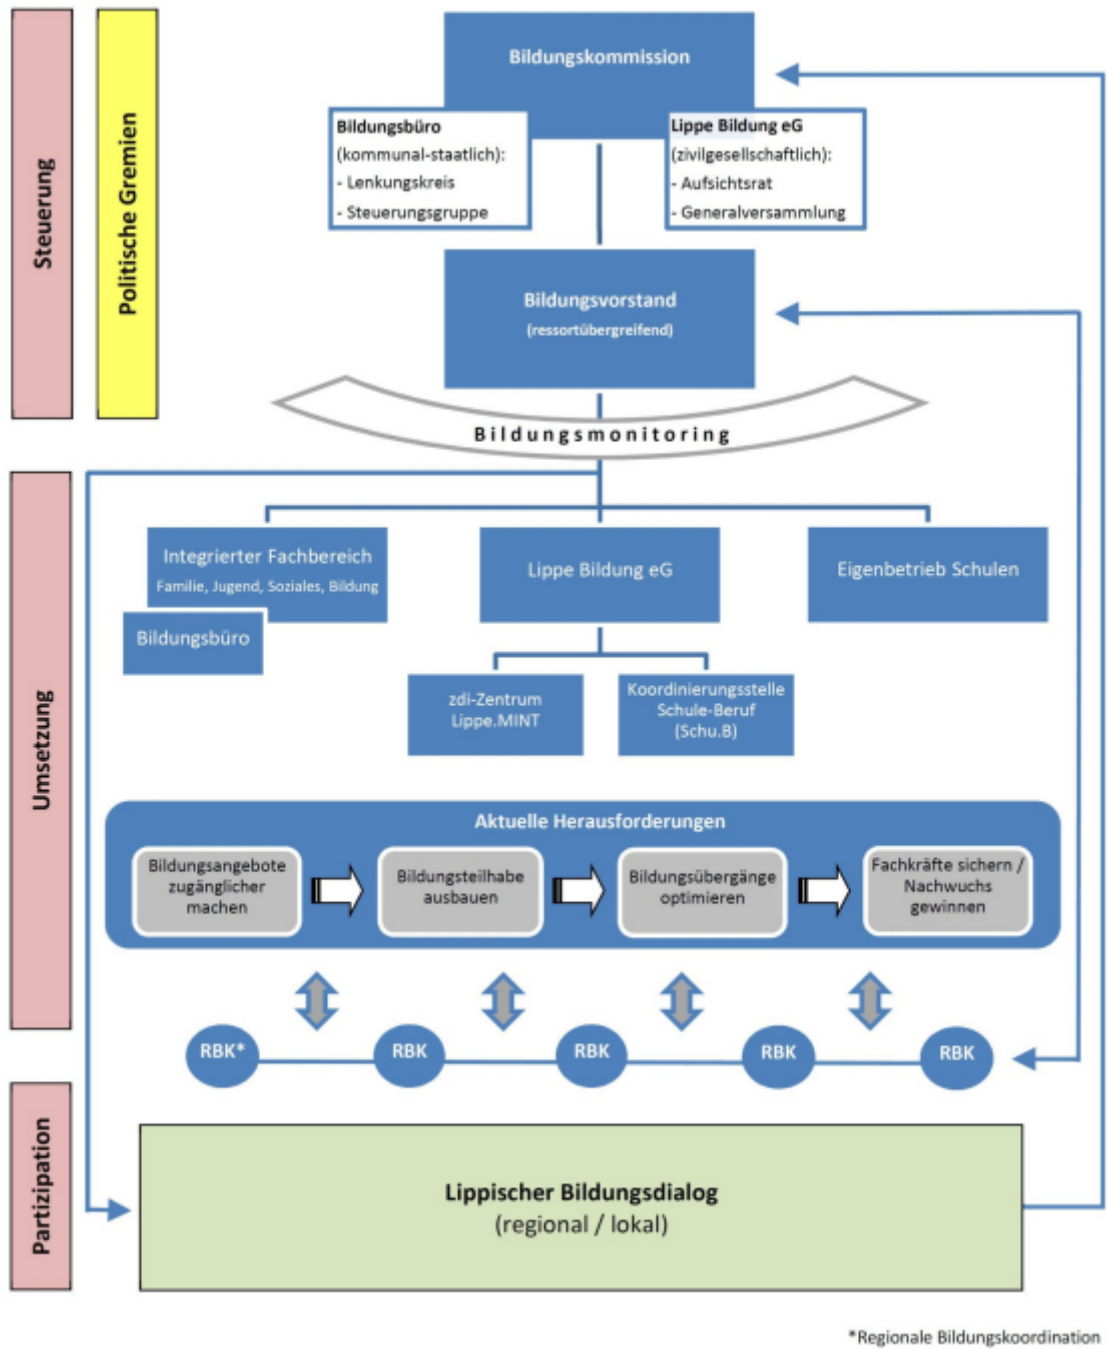 Steuerung
Politische Gremien
Bildungskommission
Bildungsbüro
(kommunal-staatlich):
- Lenkungskreis
- Steuerungsgruppe
Lippe Bildung eG
(zivilgesellschaftlich):
- Aufsichtsrat
- Generalversammlung
Bildungsvorstand
(ressortübergreifend)
Bildungsmonitoring
Umsetzung
Integrierter Fachbereich
Familie, Jugend, Soziales, Bildung
Bildungsbüro
Lippe Bildung eG
Eigenbetrieb Schulen
zdi-Zentrum
Lippe.MINT
Koordinierungsstelle
Schule-Beruf
(Schu.B)
Aktuelle Herausforderungen
Bildungsangebote
zugänglicher
machen
Bildungsteilhabe
ausbauen
Bildungsübergänge
optimieren
Fachkräfte sichern /
Nachwuchs
gewinnen
RBK*
RBK
RBK
RBK
RBK
Partizipation
Lippischer Bildungsdialog
(regional / lokal)
*Regionale Bildungskoordination